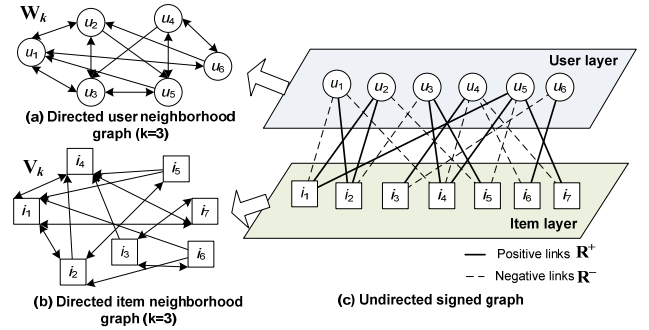 W_k
u1
u2
u4
u6
u3
u5
(a) Directed user neighborhood
graph (k=3)
V_k
i4
i5
i1
i7
i3
i6
i2
(b) Directed item neighborhood
graph (k=3)
User layer
u1 u2 u3 u4 u5 u6
i1 i2 i3 i4 i5 i6 i7
Item layer
Positive links R+
Negative links R−
(c) Undirected signed graph